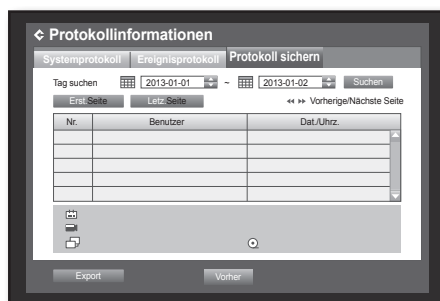 Protokollinformationen
Systemprotokoll Ereignisprotokoll Protokoll sichern
Tag suchen 2013-01-01 ~ 2013-01-02 Suchen
Erst.Seite Letz.Seite Vorherige/Nächste Seite
Nr. Benutzer Dat./Uhrz.
Export Vorher